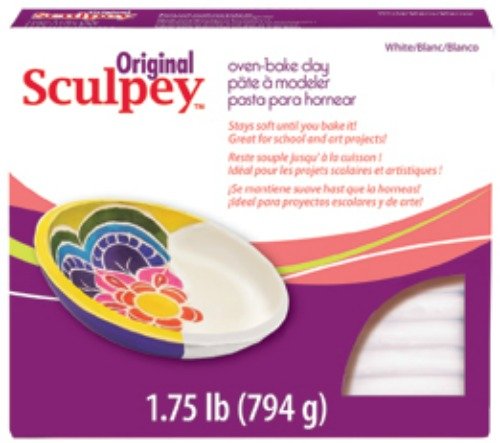 White/Blanc/Blanco
Original
Sculpey™
oven-bake clay
pâte à modeler
pasta para hornear
Stays soft until you bake it!
Great for school and art projects!
Reste souple jusqu' à la cuisson !
Idéal pour les projets scolaires et artistiques !
¡Se mantiene suave hast que la horneas!
¡Ideal para proyectos escolares y de arte!
1.75 lb (794 g)